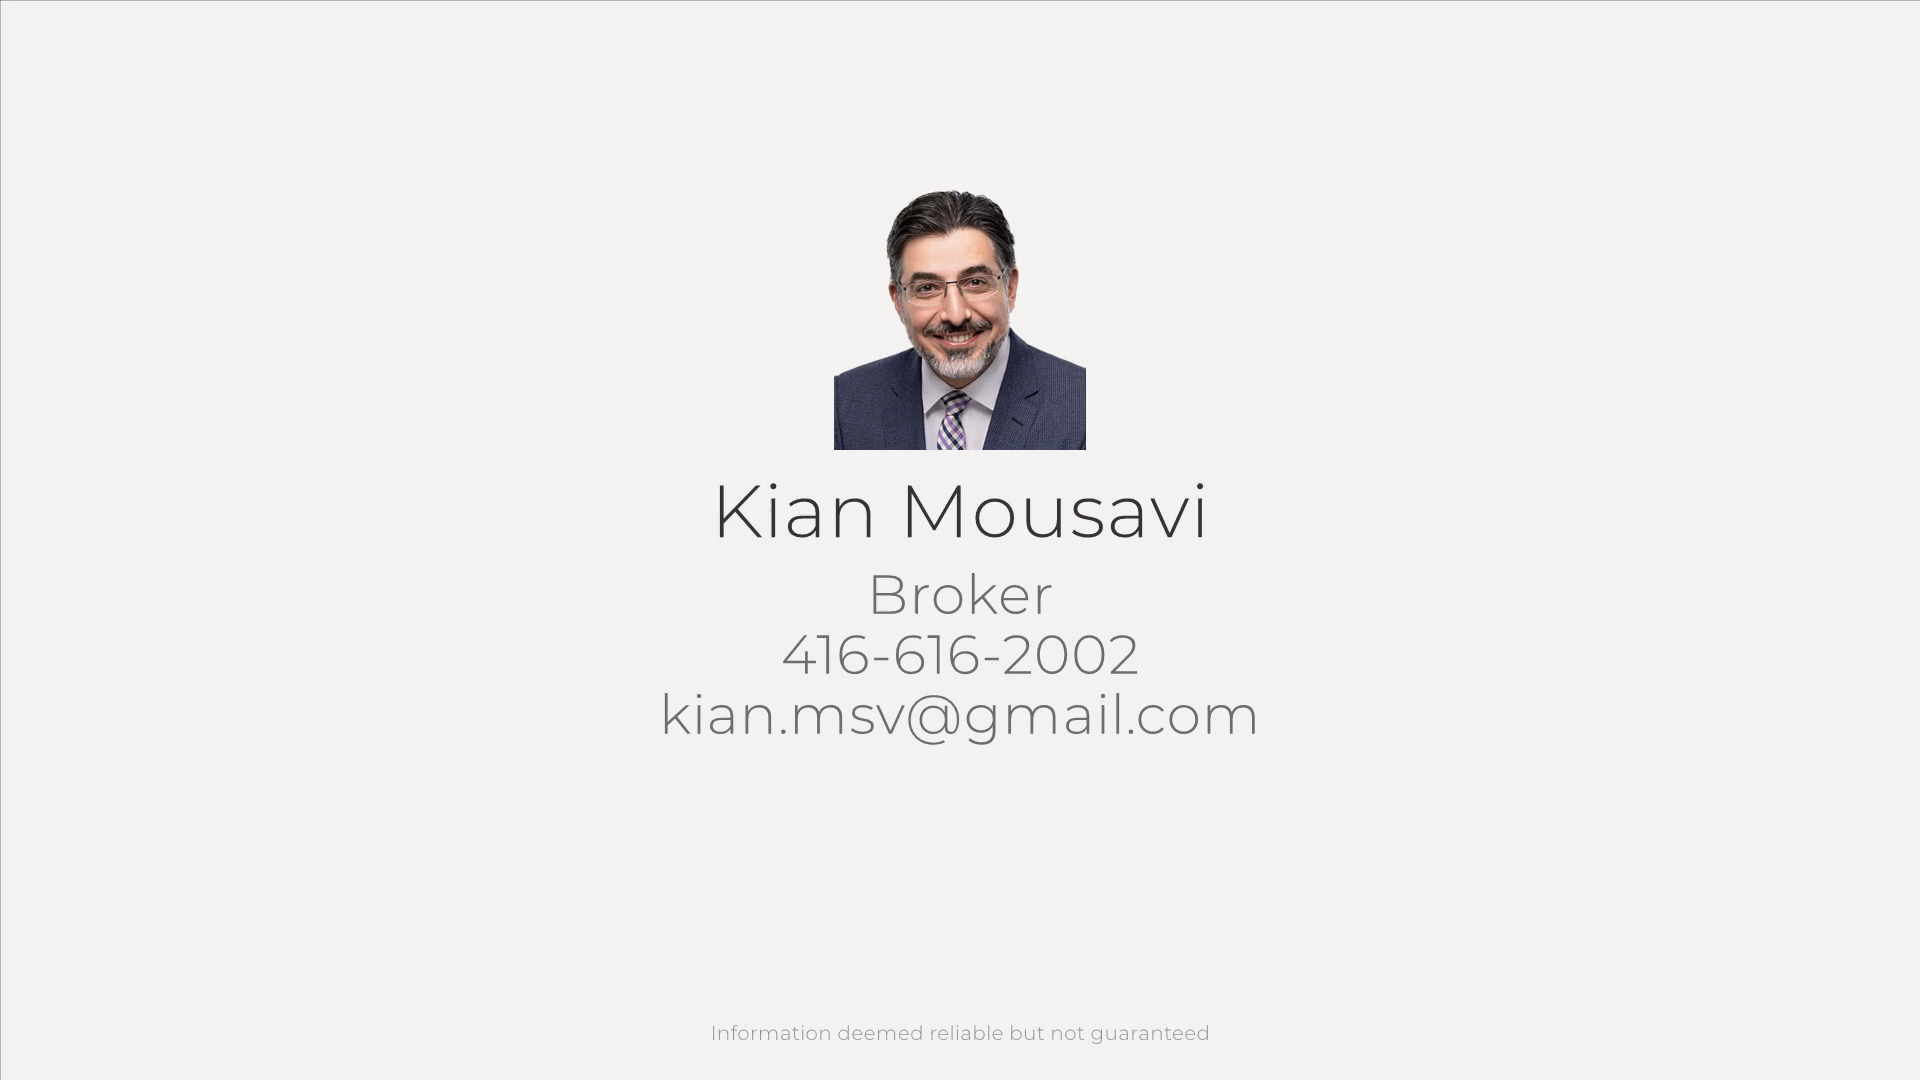 Kian Mousavi
Broker
416-616-2002
kian.msv@gmail.com
Information deemed reliable but not guaranteed